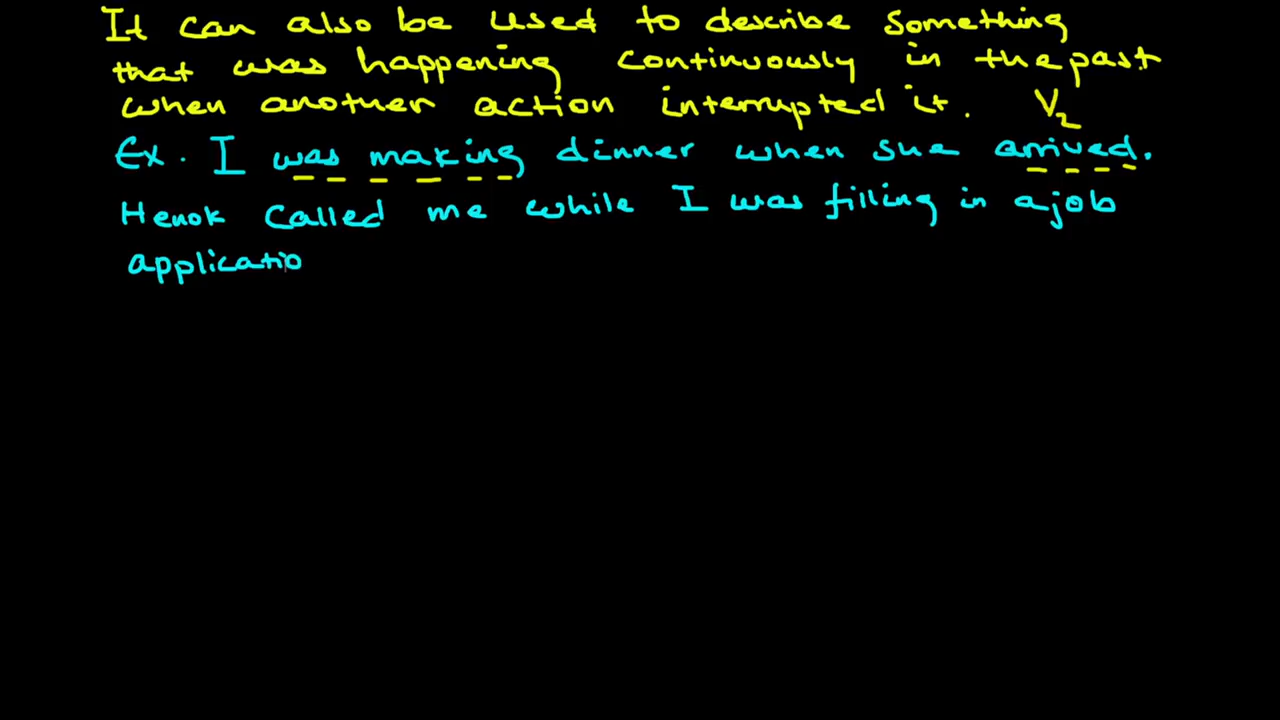 It can also be used to describe something
that was happening continuously in the past
when another action interrupted it. V₂
Ex. I was making dinner when she arrived.
Henok called me while I was filling in a job
applicatio